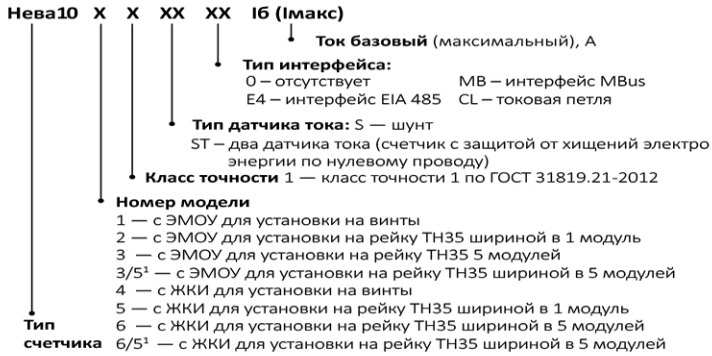 Нева10 X X XX XX Iб (Iмакс)
Ток базовый (максимальный), А
Тип интерфейса:
0 – отсутствует MB – интерфейс MBus
E4 – интерфейс EIA 485 CL – токовая петля
Тип датчика тока: S — шунт
ST – два датчика тока (счетчик с защитой от хищений электро
энергии по нулевому проводу)
Класс точности 1 — класс точности 1 по ГОСТ 31819.21-2012
Номер модели
1 — с ЭМОУ для установки на винты
2 — с ЭМОУ для установки на рейку ТН35 шириной в 1 модуль
3 — с ЭМОУ для установки на рейку ТН35 5 модулей
3/5¹ — с ЭМОУ для установки на рейку ТН35 шириной в 5 модулей
4 — с ЖКИ для установки на винты
5 — с ЖКИ для установки на рейку ТН35 шириной в 1 модуль
Тип 6 — с ЖКИ для установки на рейку ТН35 шириной в 5 модулей
счетчика 6/5¹ — с ЖКИ для установки на рейку ТН35 шириной в 5 модулей